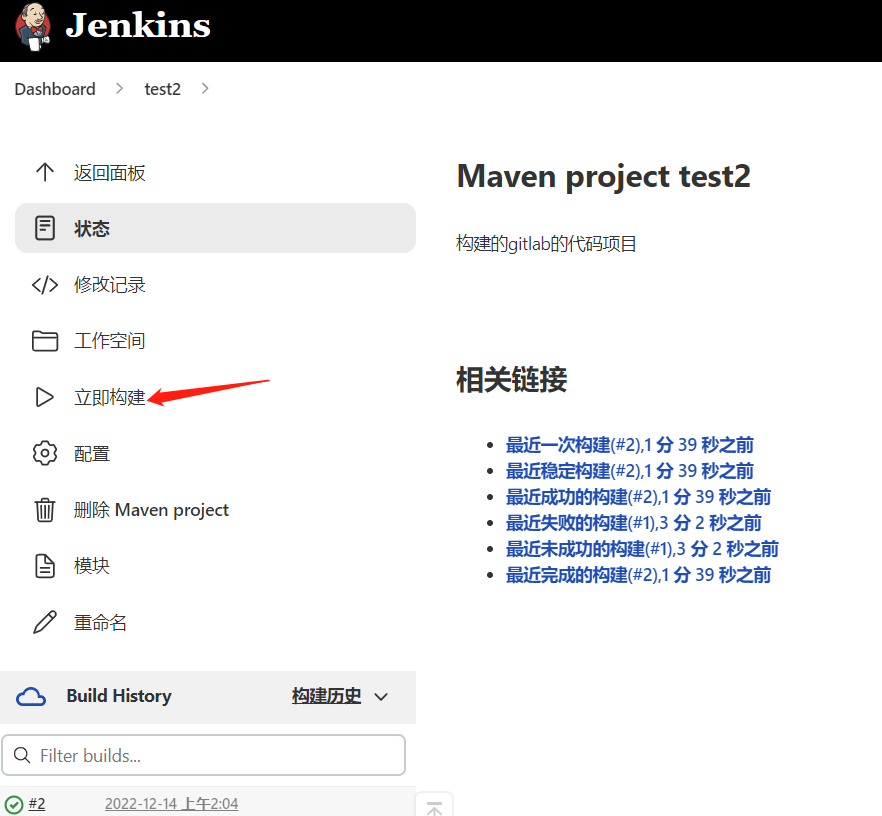 Jenkins
Dashboard
test2
返回面板
状态
修改记录
工作空间
立即构建
配置
删除 Maven project
模块
重命名
Build History
构建历史
Filter builds...
#2
2022-12-14 上午2:04
Maven project test2
构建的gitlab的代码项目
相关链接
最近一次构建(#2),1 分 39 秒之前
最近稳定构建(#2),1 分 39 秒之前
最近成功的构建(#2),1 分 39 秒之前
最近失败的构建(#1),3 分 2 秒之前
最近未成功的构建(#1),3 分 2 秒之前
最近完成的构建(#2),1 分 39 秒之前